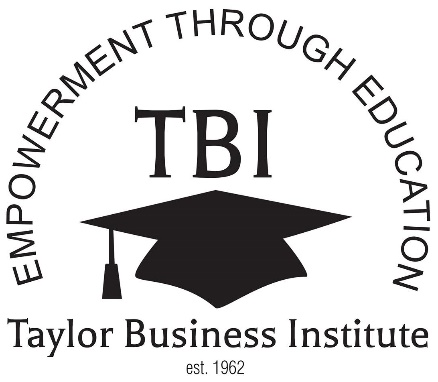 EMPOWERMENT THROUGH EDUCATION
TBI
Taylor Business Institute
est. 1962